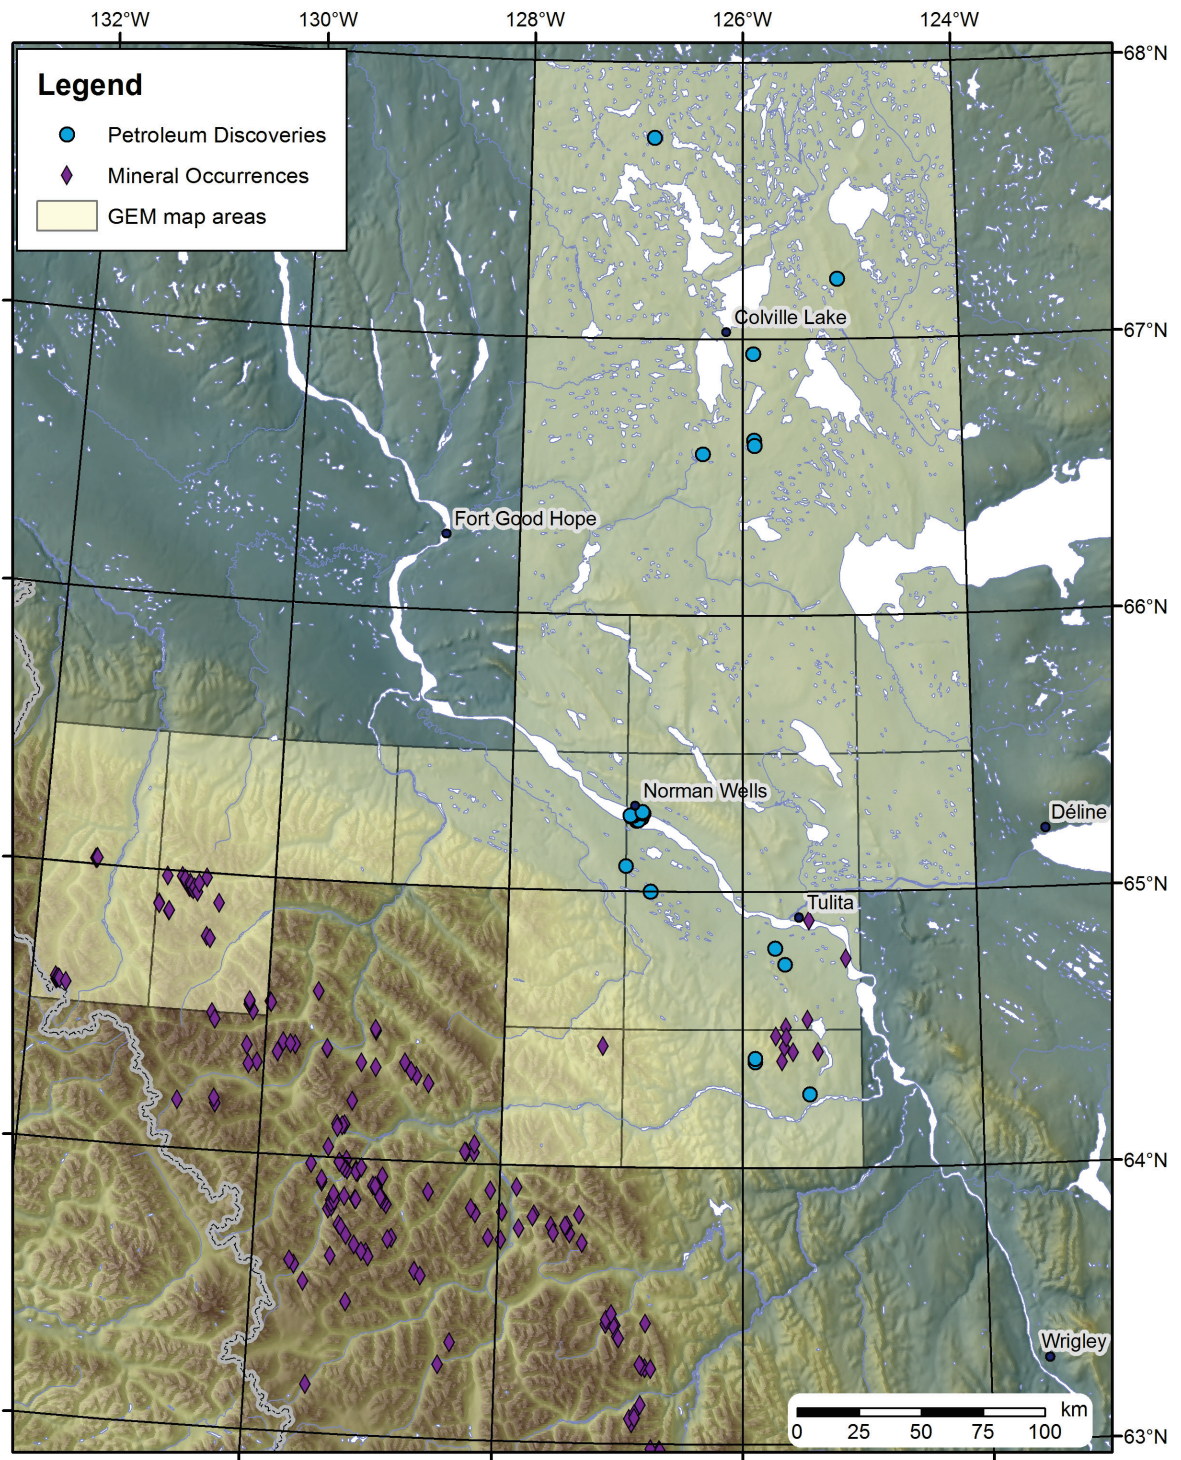 132°W 130°W 128°W 126°W 124°W
68°N
Legend
Petroleum Discoveries
Mineral Occurrences
GEM map areas
Colville Lake
67°N
Fort Good Hope
66°N
Norman Wells
Déline
65°N
Tulita
64°N
Wrigley
km
0 25 50 75 100
63°N